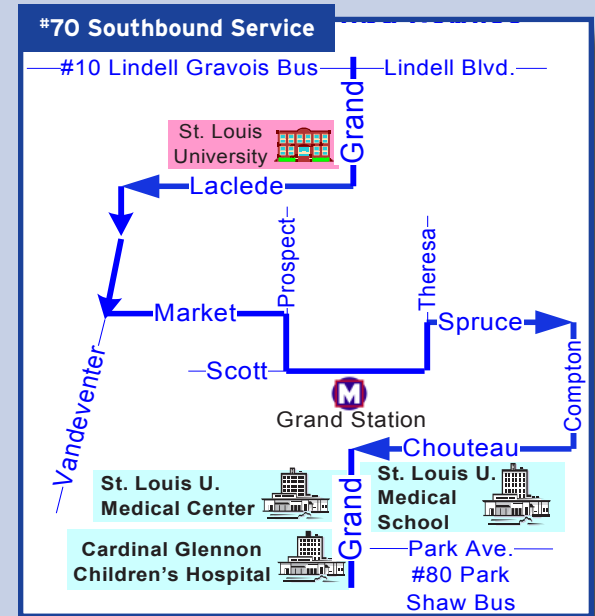 #70 Southbound Service
#10 Lindell Gravois Bus
Lindell Blvd.
Grand
St. Louis
University
Laclede
Prospect
Theresa
Market
Spruce
Scott
Compton
M
Grand Station
Vandeventer
Chouteau
St. Louis U.
Medical Center
Grand
St. Louis U.
Medical
School
Cardinal Glennon
Children's Hospital
Park Ave.
#80 Park
Shaw Bus